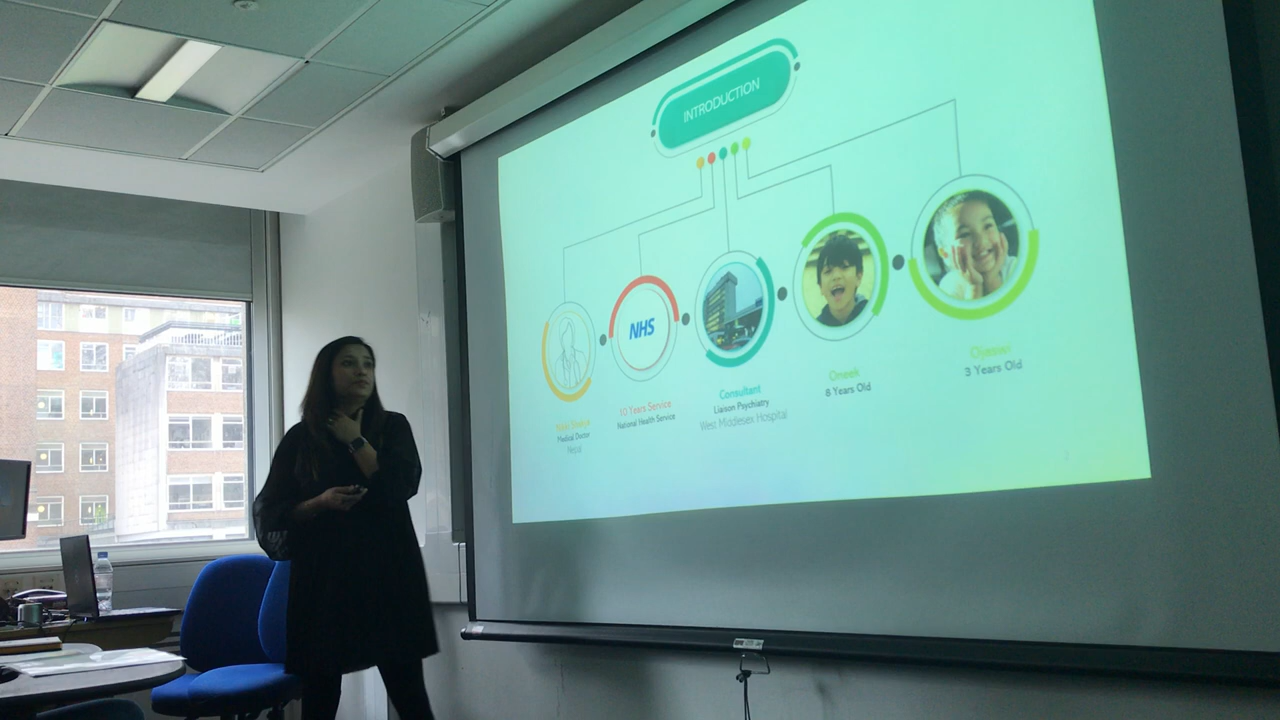 INTRODUCTION
Medical Doctor
Nepal
10 Years Service
National Health Service
NHS
Consultant
Liaison Psychiatry
West Middlesex Hospital
Oneek
8 Years Old
3 Years Old